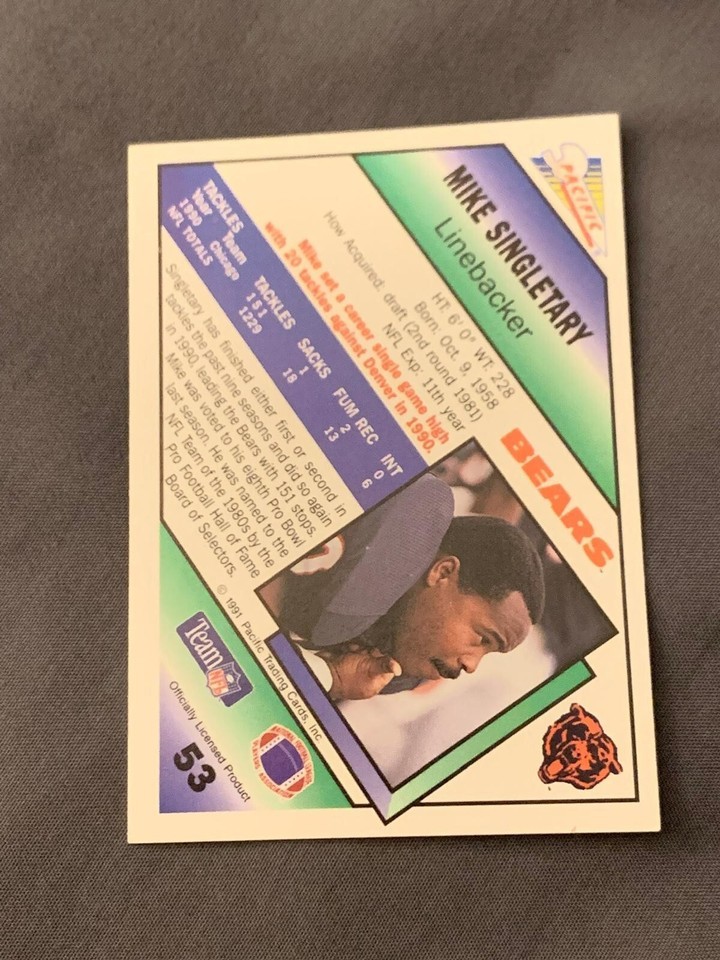 PACIFIC
MIKE SINGLETARY
Linebacker
BEARS
HT: 6' 0" WT: 228
Born: Oct. 9, 1958
How Acquired: draft (2nd round 1981)
NFL Exp: 11th year
Mike set a career single game high
with 20 tackles against Denver in 1990.
TACKLES
Year Team TACKLES SACKS FUM REC INT
1990 Chicago 151 1 2 0
NFL TOTALS 1229 18 13 6
Singletary has finished either first or second in
tackles the past nine seasons and did so again
in 1990, leading the Bears with 151 stops.
Mike was voted to his eighth Pro Bowl
last season. He was named to the
NFL Team of the 1980s by the
Pro Football Hall of Fame
Board of Selectors.
© 1991 Pacific Trading Cards, Inc
Team
NFL
Officially Licensed Product
NATIONAL FOOTBALL LEAGUE
PLAYERS ASSOCIATION
53